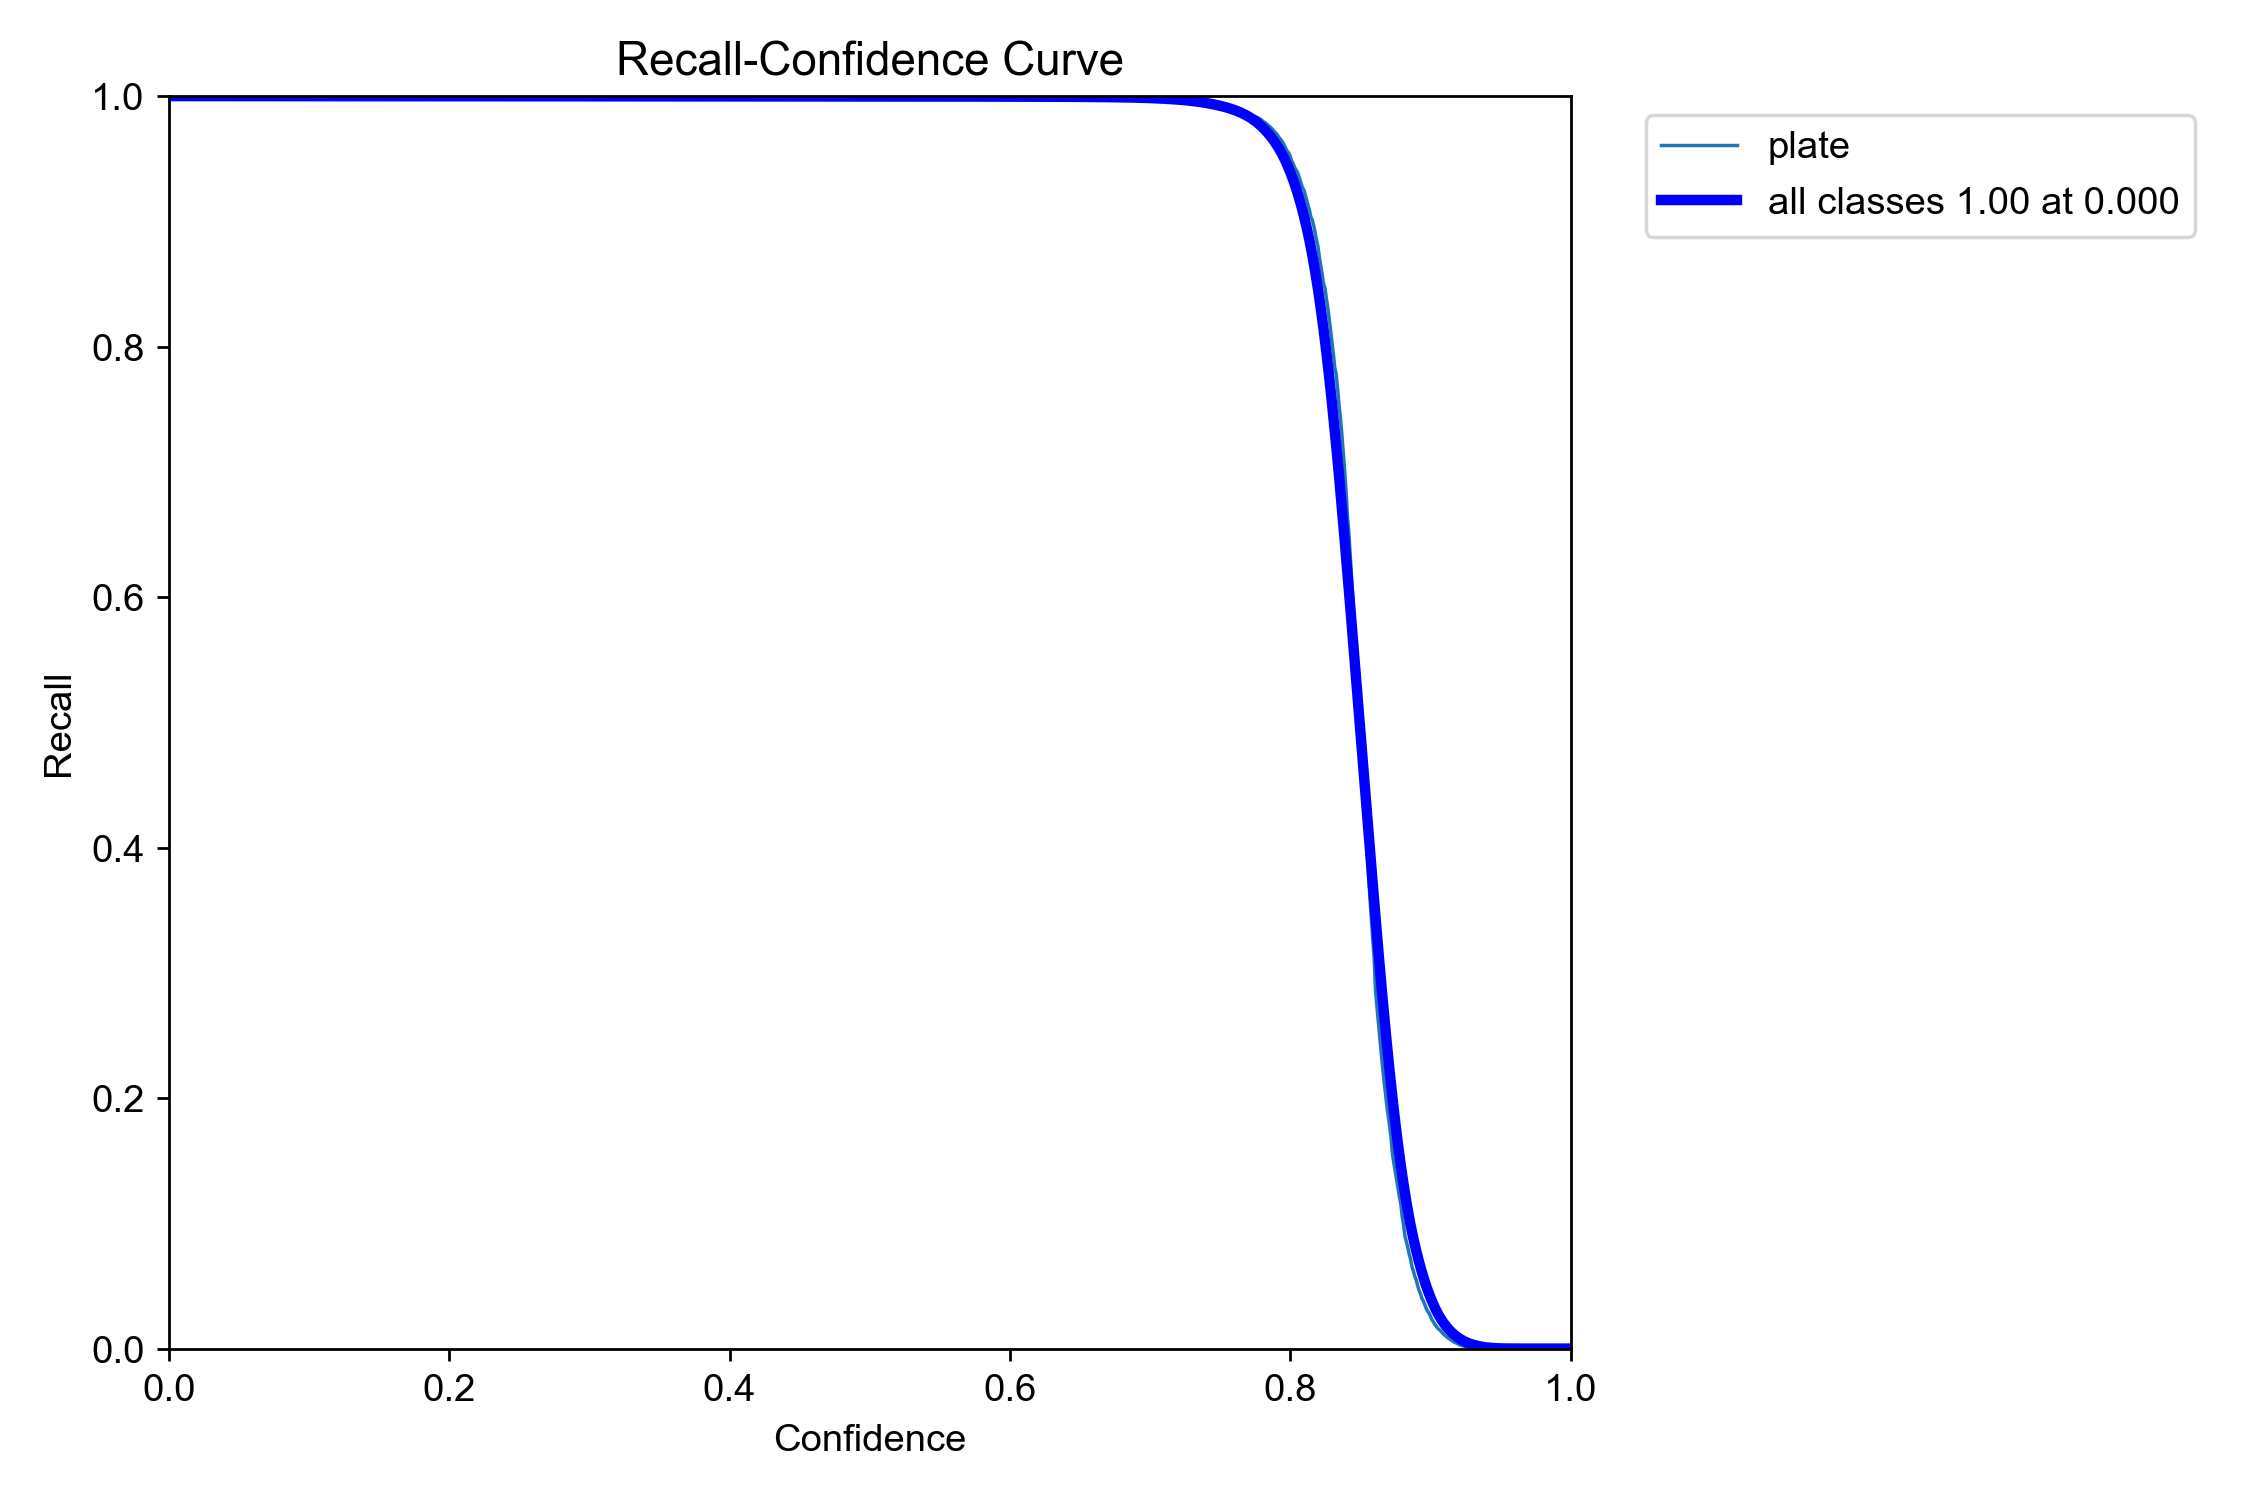 Recall-Confidence Curve
plate
all classes 1.00 at 0.000
1.0
0.8
0.6
0.4
0.2
0.0
Recall
0.0 0.2 0.4 0.6 0.8 1.0
Confidence